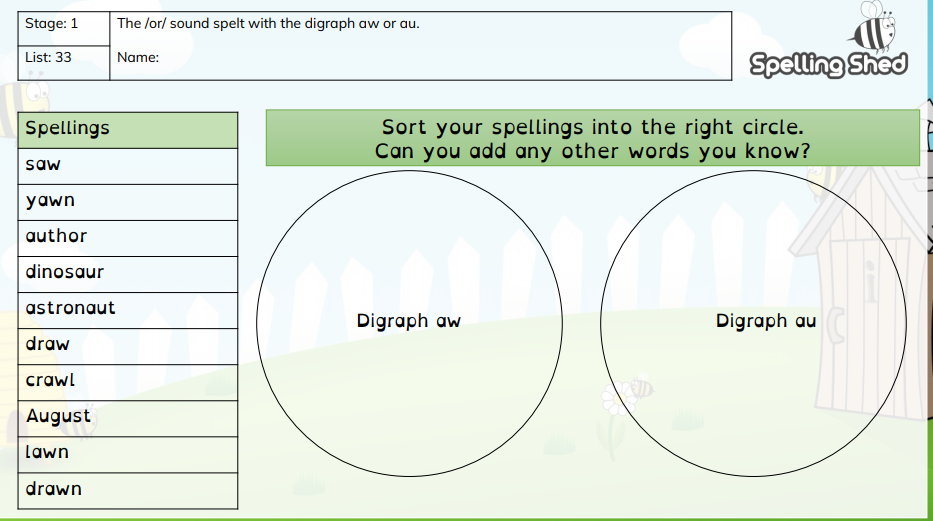 Stage: 1
The /or/ sound spelt with the digraph aw or au.
List: 33
Name:
Spelling Shed
Spellings
saw
yawn
author
dinosaur
astronaut
draw
crawl
August
lawn
drawn
Sort your spellings into the right circle.
Can you add any other words you know?
Digraph aw
Digraph au